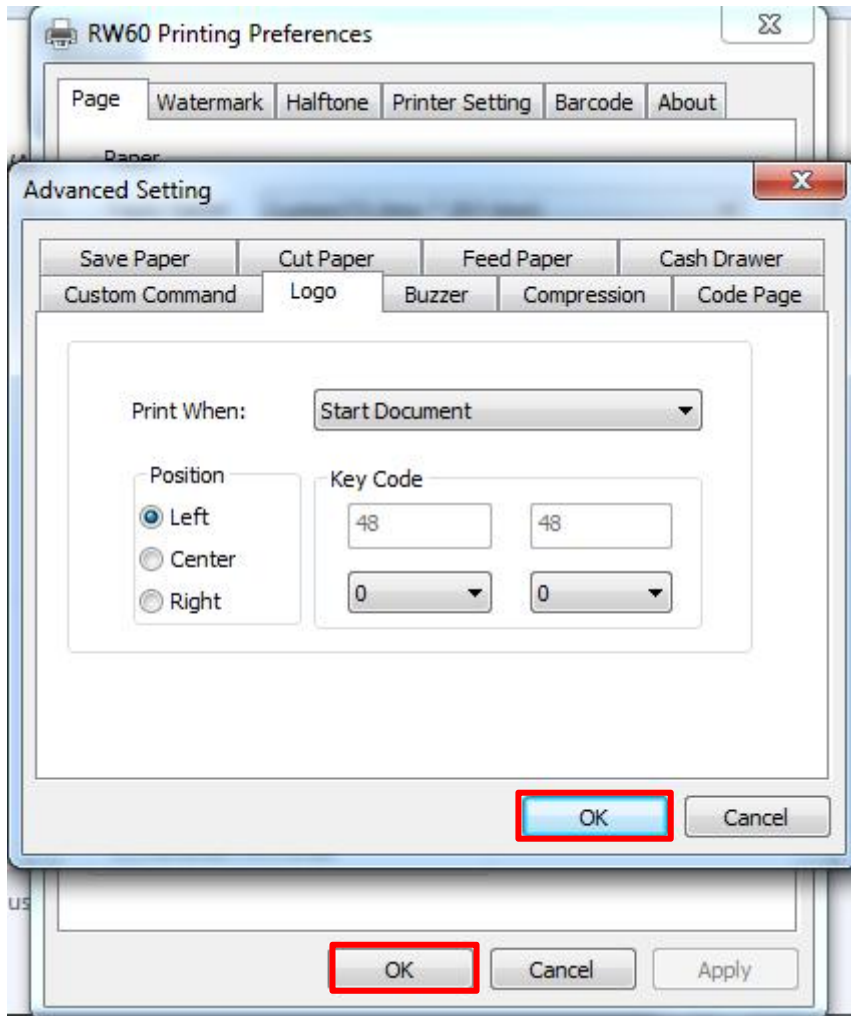 RW60 Printing Preferences
Page Watermark Halftone Printer Setting Barcode About
Paper
Advanced Setting
Save Paper Cut Paper Feed Paper Cash Drawer
Custom Command Logo Buzzer Compression Code Page
Print When: Start Document
Position Key Code
Left 48 48
Center
Right 0 0
OK Cancel
us
OK Cancel Apply